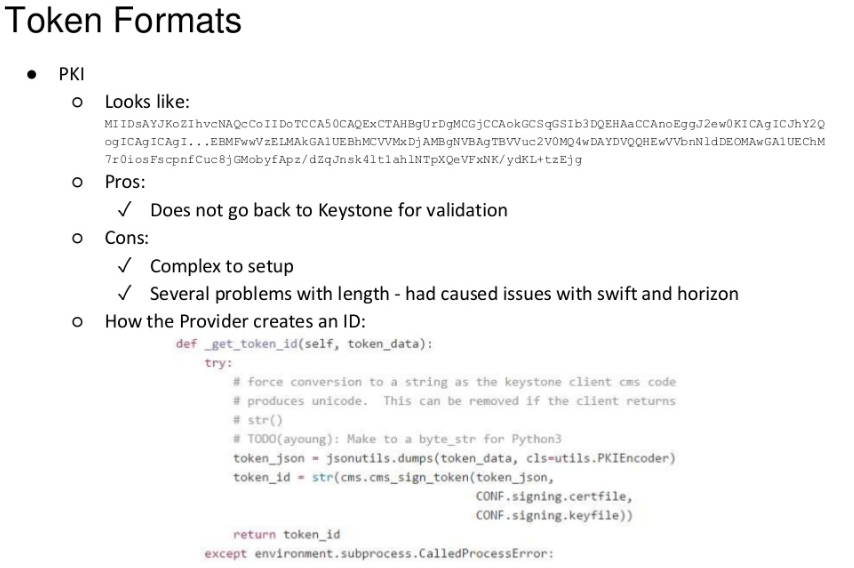 Token Formats
● PKI
○ Looks like:
MIIDsAYJKoZIhvcNAQcCoIIDoTCCA50CAQExCTAHBgUrDgMCGjCCAokGCSqGSIb3DQEHAaCCAnoEggJ2ew0KICAgICJhY2Q
ogICAgICAgI...EBMFwwVzELMAkGA1UEBhMCVVMxDjAMBgNVBAgTBVVuc2V0MQ4wDAYDVQQHEwVVbnNldDEOMAwGA1UEChM
7r0iosFscpnfCuc8jGMobyfApz/dZqJnsk4lt1ahlNTpXQeVFxNK/ydKL+tzEjg
○ Pros:
✓ Does not go back to Keystone for validation
○ Cons:
✓ Complex to setup
✓ Several problems with length - had caused issues with swift and horizon
○ How the Provider creates an ID:
def _get_token_id(self, token_data):
try:
# force conversion to a string as the keystone client cms code
# produces unicode.  This can be removed if the client returns
# str()
# TODO(ayoung): Make to a byte_str for Python3
token_json = jsonutils.dumps(token_data, cls=utils.PKIEncoder)
token_id = str(cms.cms_sign_token(token_json,
CONF.signing.certfile,
CONF.signing.keyfile))
return token_id
except environment.subprocess.CalledProcessError: